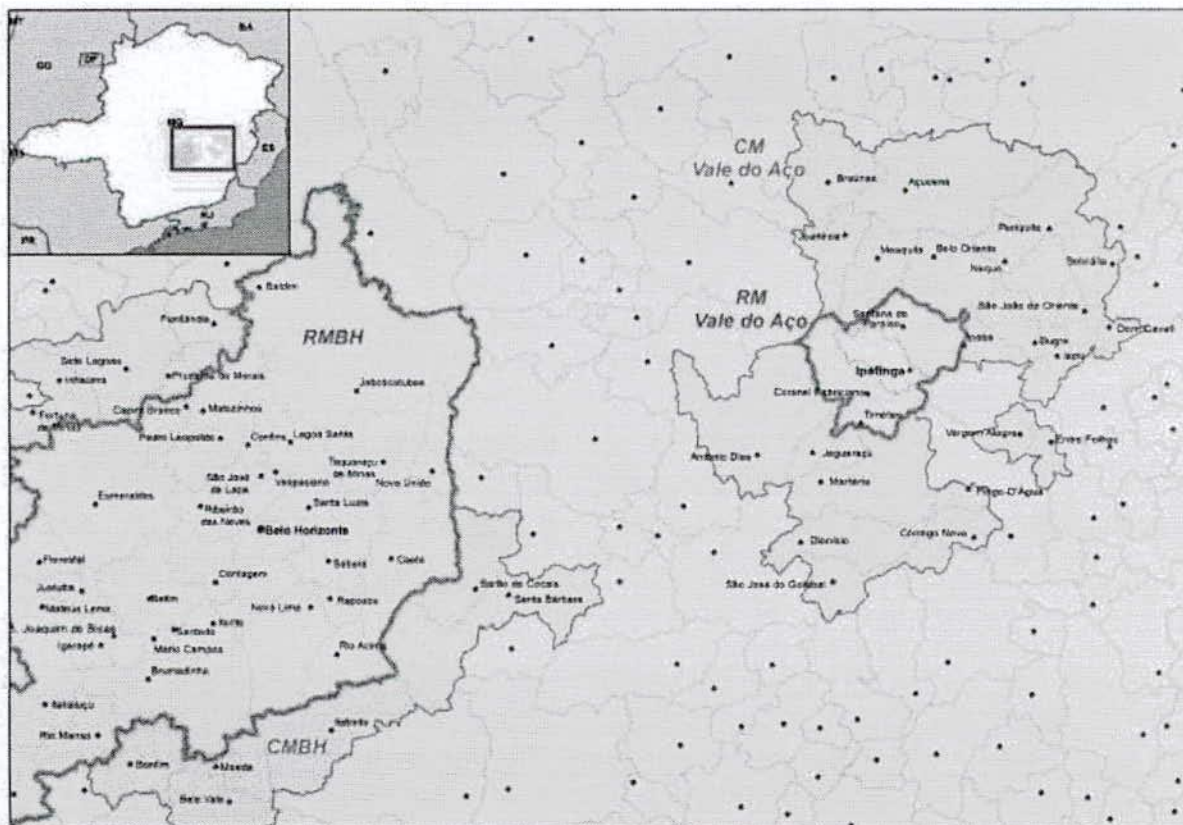 BA
GO
DF
MG
ES
RJ
PR
CM
Vale do Aço
Braúnas
Açucena
Joanésia
Mesquita
Belo Oriente
Periquito
Naque
Sobrália
RM
Vale do Aço
Santana do
Paraíso
São João do Oriente
Dom Cavati
Bugre
Iapu
Ipatinga
Coronel Fabriciano
Timóteo
Vargem Alegre
Entre Folhas
Antônio Dias
Jaguaraçu
Marliéria
Pingo-D'Água
Dionísio
Córrego Novo
São José do Goiabal
RMBH
Baldim
Funilândia
Sete Lagoas
Inhaúma
Prudente de Morais
Jaboticatubas
Fortuna
de Minas
Capim Branco
Matozinhos
Pedro Leopoldo
Confins
Lagoa Santa
São José
da Lapa
Vespasiano
Taquaraçu
de Minas
Nova União
Esmeraldas
Ribeirão
das Neves
Santa Luzia
Belo Horizonte
Florestal
Contagem
Sabará
Caeté
Juatuba
Betim
Mateus Leme
Nova Lima
Raposos
Barão de Cocais
Santa Bárbara
S. Joaquim de Bicas
Sarzedo
Ibirité
Igarapé
Mário Campos
Brumadinho
Rio Acima
Itatiaiuçu
Rio Manso
Itabirito
CMBH
Bonfim
Moeda
Belo Vale